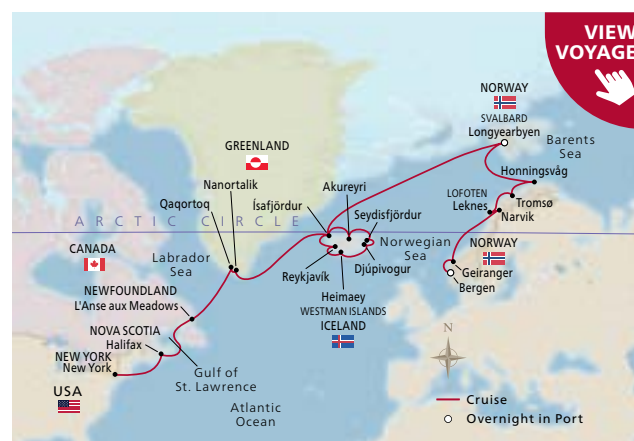 VIEW
VOYAGE
NORWAY
SVALBARD
Longyearbyen
Barents
Sea
GREENLAND
Honningsvåg
Nanortalik
Akureyri
Tromsø
Qaqortoq
Ísafjördur
Seydisfjördur
LOFOTEN
Leknes
Narvik
ARCTIC CIRCLE
CANADA
Labrador
Sea
Norwegian
Sea
NORWAY
Reykjavík
Djúpivogur
Geiranger
Bergen
NEWFOUNDLAND
L'Anse aux Meadows
Heimaey
WESTMAN ISLANDS
ICELAND
NOVA SCOTIA
Halifax
N
NEW YORK
New York
Gulf of
St. Lawrence
USA
Atlantic
Ocean
Cruise
Overnight in Port